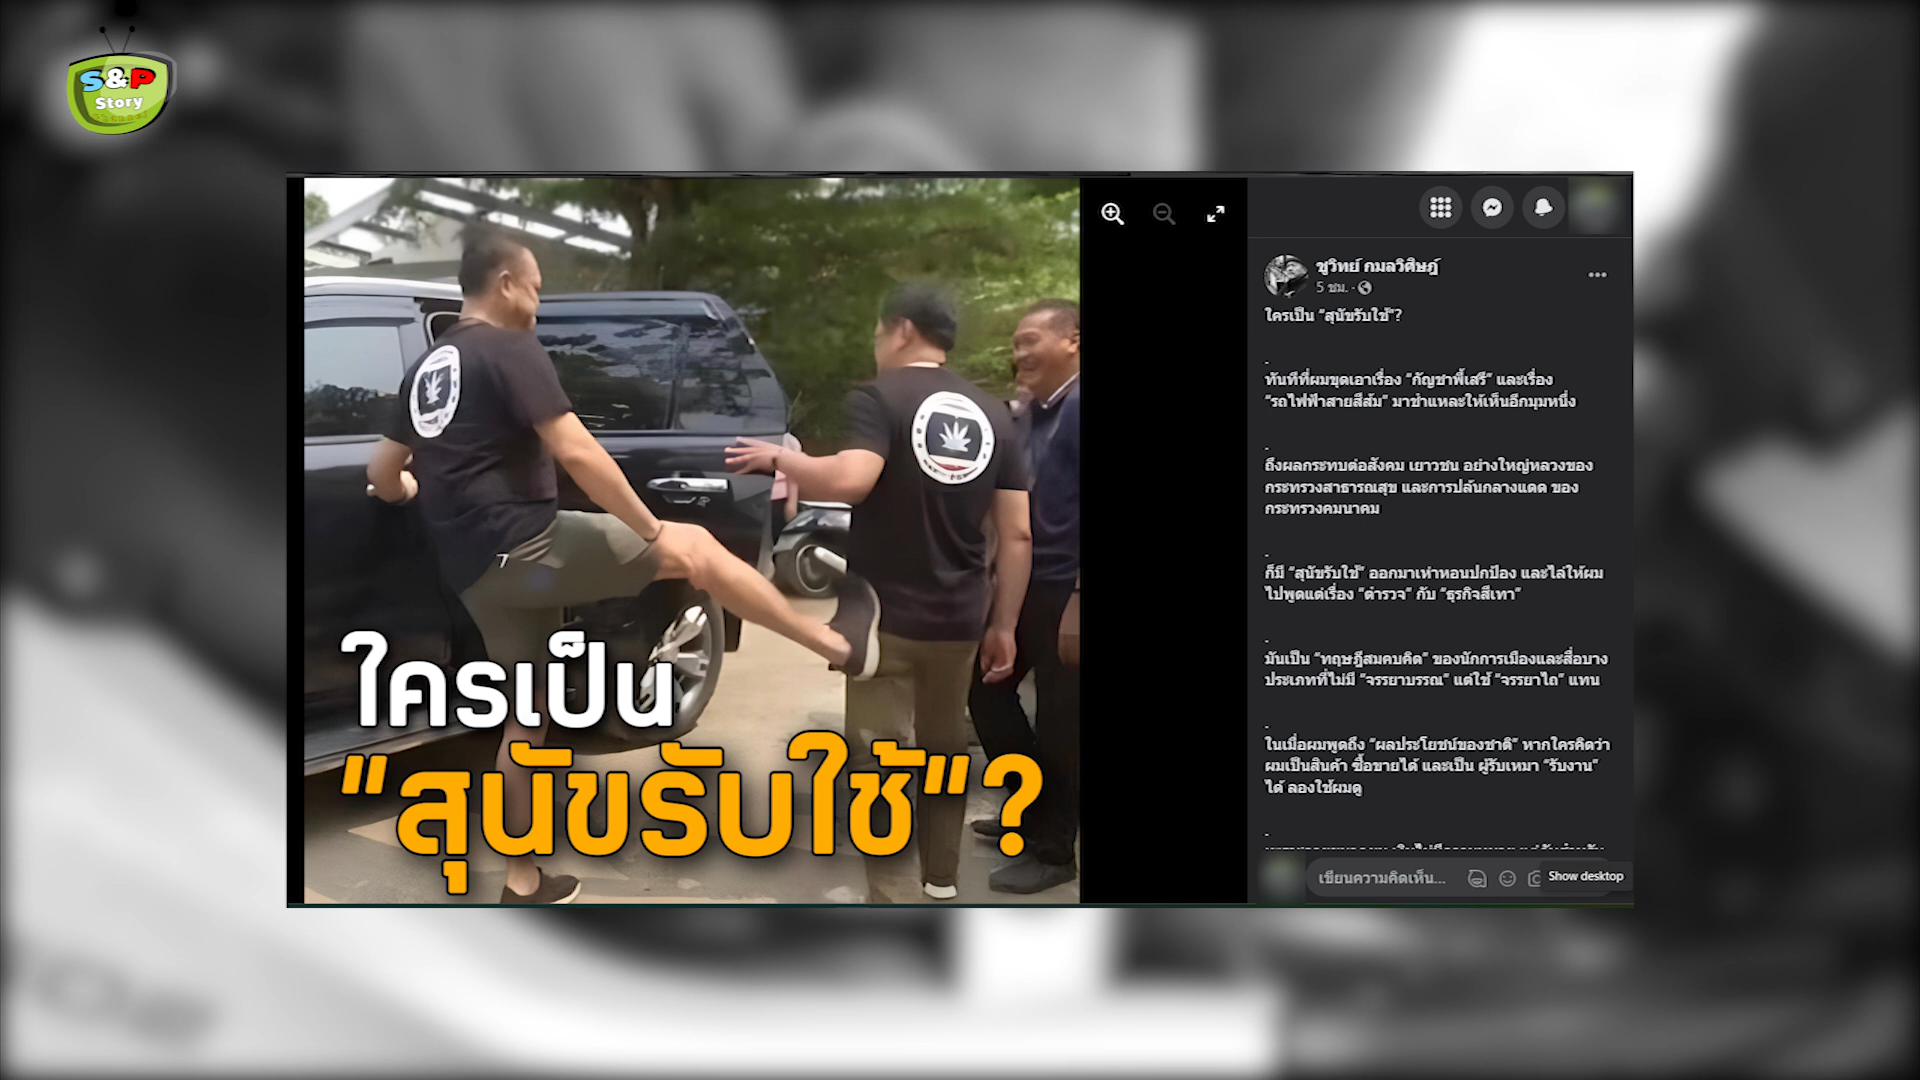 S&P
Story
ใครเป็น
"สุนัขรับใช้"?
ชูวิทย์ กมลวิศิษฎ์
5 ชม.
ใครเป็น "สุนัขรับใช้"?
.
ทันทีที่ผมขุดเอาเรื่อง "กัญชาพี้เสรี" และเรื่อง
"รถไฟฟ้าสายสีส้ม" มาชำแหละให้เห็นอีกมุมหนึ่ง
.
ถึงผลกระทบต่อสังคม เยาวชน อย่างใหญ่หลวงของ
กระทรวงสาธารณสุข และการปล้นกลางแดด ของ
กระทรวงคมนาคม
.
ก็มี "สุนัขรับใช้" ออกมาเห่าหอนปกป้อง และไล่ให้ผม
ไปพูดแต่เรื่อง "ตำรวจ" กับ "ธุรกิจสีเทา"
.
มันเป็น "ทฤษฎีสมคบคิด" ของนักการเมืองและสื่อบาง
ประเภทที่ไม่มี "จรรยาบรรณ" แต่ใช้ "จรรยาไถ" แทน
.
ในเมื่อผมพูดถึง "ผลประโยชน์ของชาติ" หากใครคิดว่า
ผมเป็นสินค้า ซื้อขายได้ และเป็น ผู้รับเหมา "รับงาน"
ได้ ลองใช้ผมดู
.
เขียนความคิดเห็น...
Show desktop